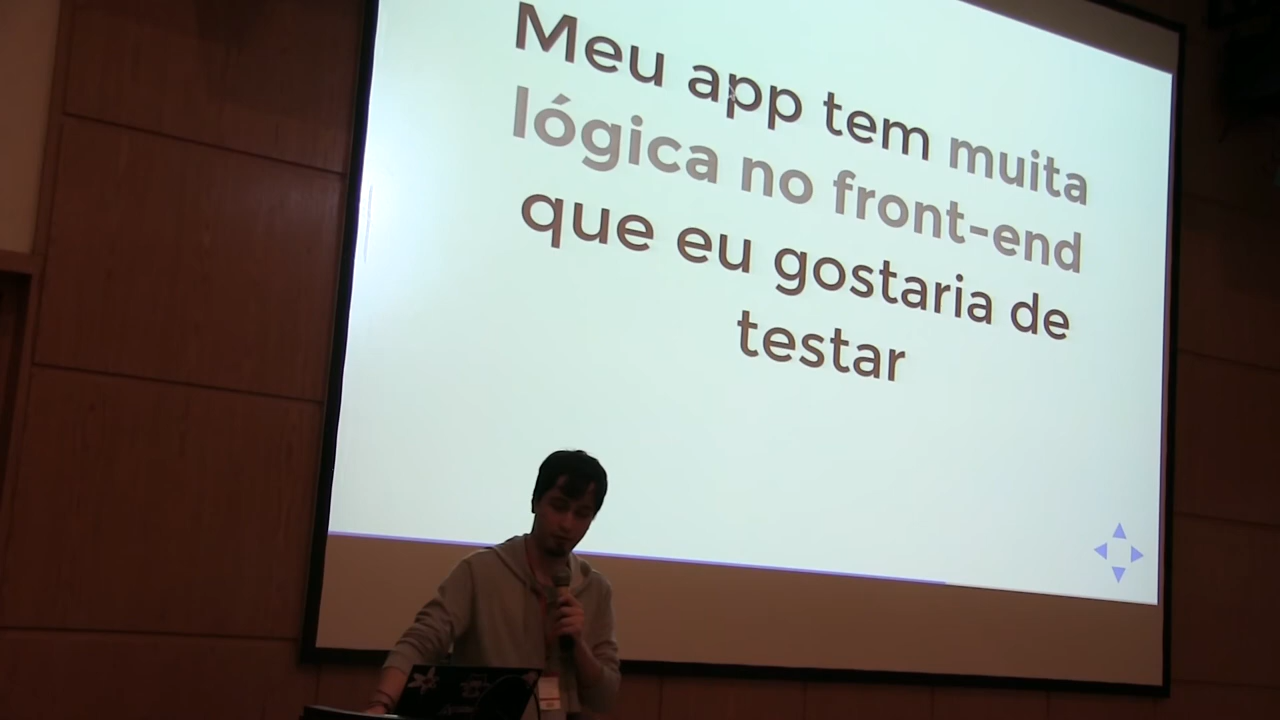 Meu app tem muita
lógica no front-end
que eu gostaria de
testar